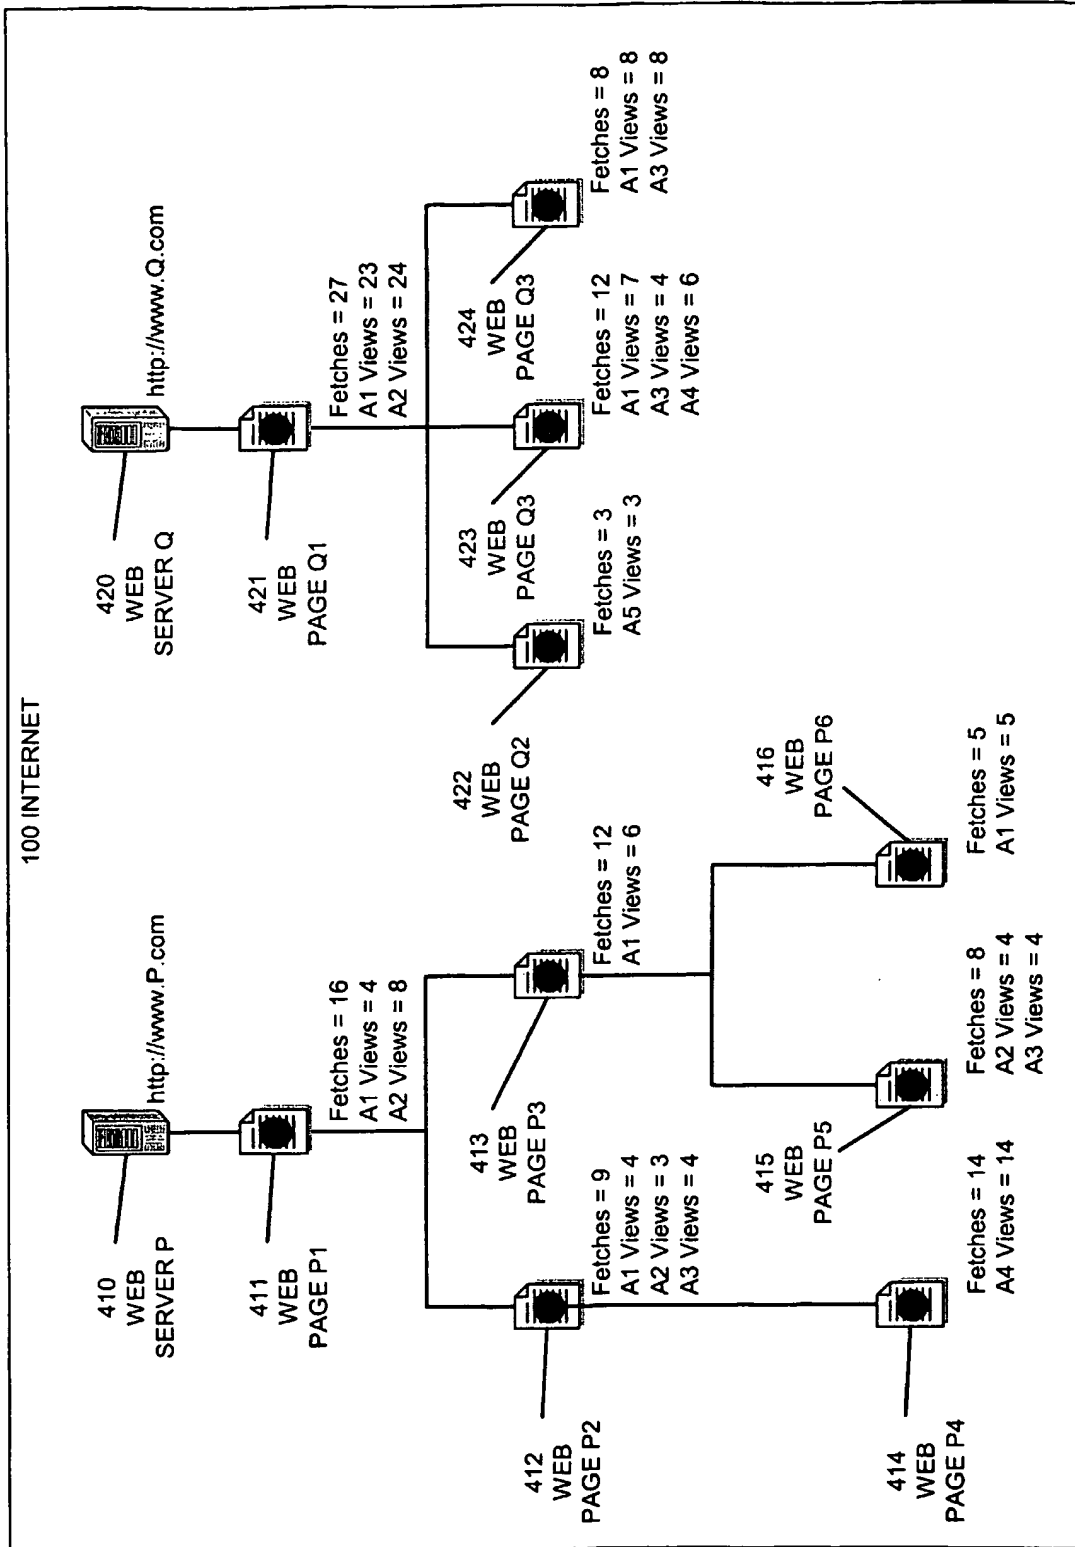 100 INTERNET
410
WEB
SERVER P
http://www.P.com
411
WEB
PAGE P1
Fetches = 16
A1 Views = 4
A2 Views = 8
412
WEB
PAGE P2
Fetches = 9
A1 Views = 4
A2 Views = 3
A3 Views = 4
413
WEB
PAGE P3
Fetches = 12
A1 Views = 6
414
WEB
PAGE P4
Fetches = 14
A4 Views = 14
415
WEB
PAGE P5
Fetches = 8
A2 Views = 4
A3 Views = 4
416
WEB
PAGE P6
Fetches = 5
A1 Views = 5
420
WEB
SERVER Q
http://www.Q.com
421
WEB
PAGE Q1
Fetches = 27
A1 Views = 23
A2 Views = 24
422
WEB
PAGE Q2
Fetches = 3
A5 Views = 3
423
WEB
PAGE Q3
Fetches = 12
A1 Views = 7
A3 Views = 4
A4 Views = 6
424
WEB
PAGE Q3
Fetches = 8
A1 Views = 8
A3 Views = 8